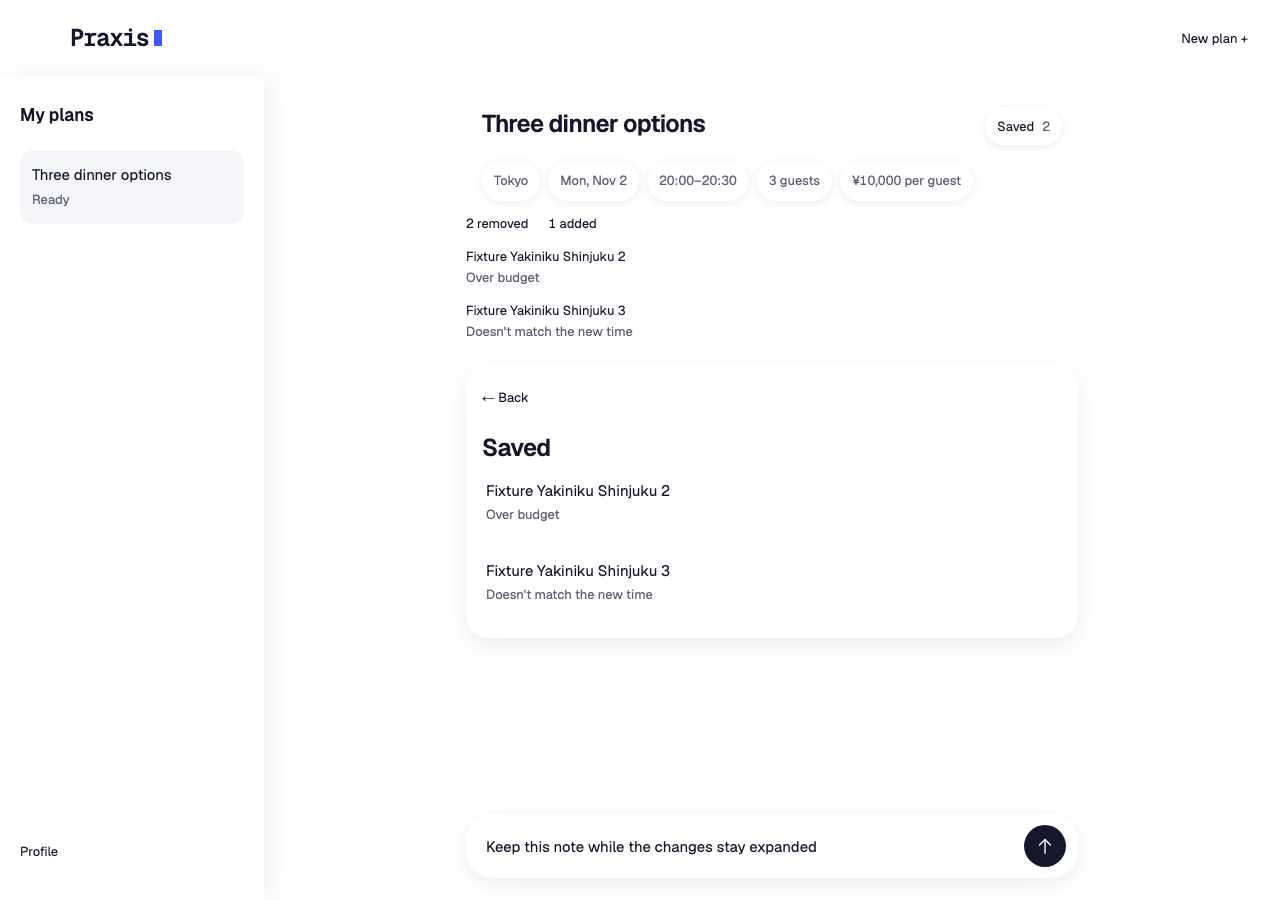 Praxis
New plan +
My plans
Three dinner options
Ready
Profile
Three dinner options
Saved 2
Tokyo
Mon, Nov 2
20:00–20:30
3 guests
¥10,000 per guest
2 removed 1 added
Fixture Yakiniku Shinjuku 2
Over budget
Fixture Yakiniku Shinjuku 3
Doesn't match the new time
← Back
Saved
Fixture Yakiniku Shinjuku 2
Over budget
Fixture Yakiniku Shinjuku 3
Doesn't match the new time
Keep this note while the changes stay expanded